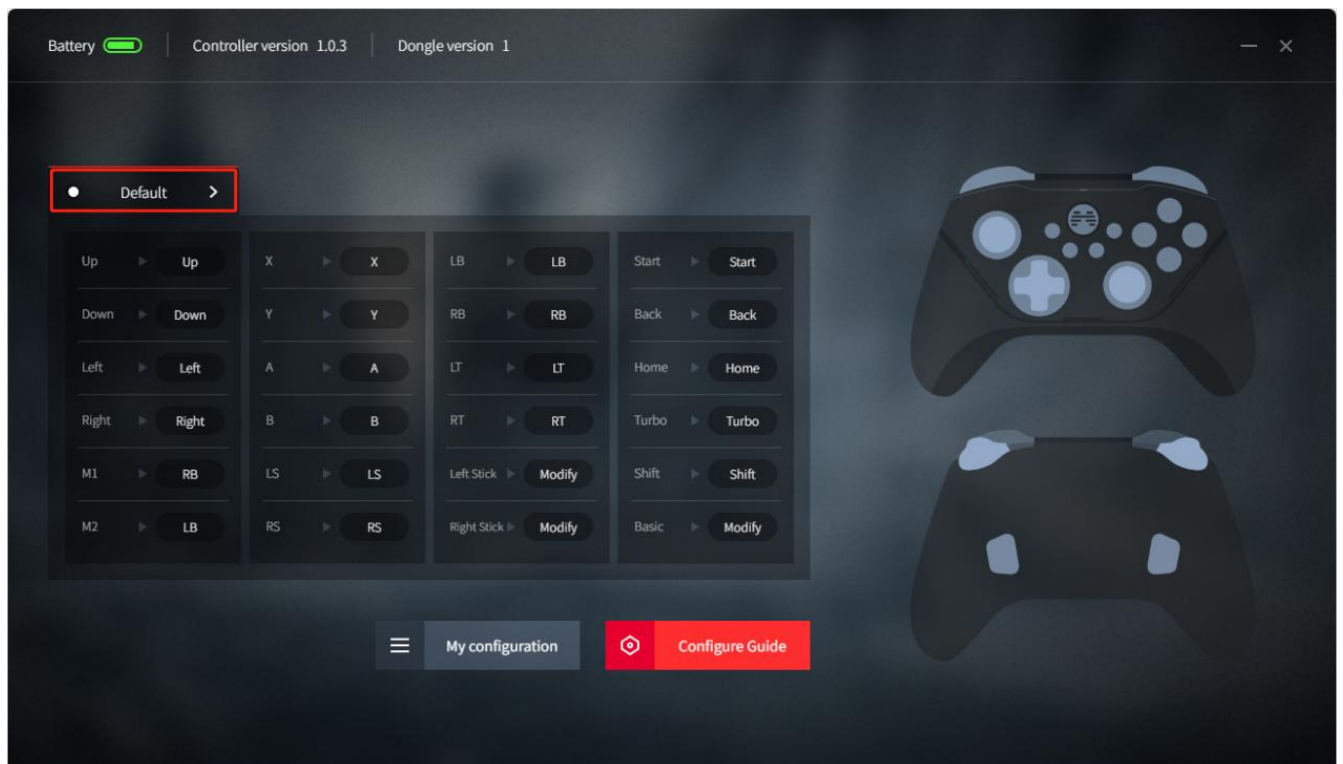 Battery Controller version 1.0.3 Dongle version 1
Default
Up Up X X LB LB Start Start
Down Down Y Y RB RB Back Back
Left Left A A LT LT Home Home
Right Right B B RT RT Turbo Turbo
M1 RB LS LS Left Stick Modify Shift Shift
M2 LB RS RS Right Stick Modify Basic Modify
My configuration Configure Guide